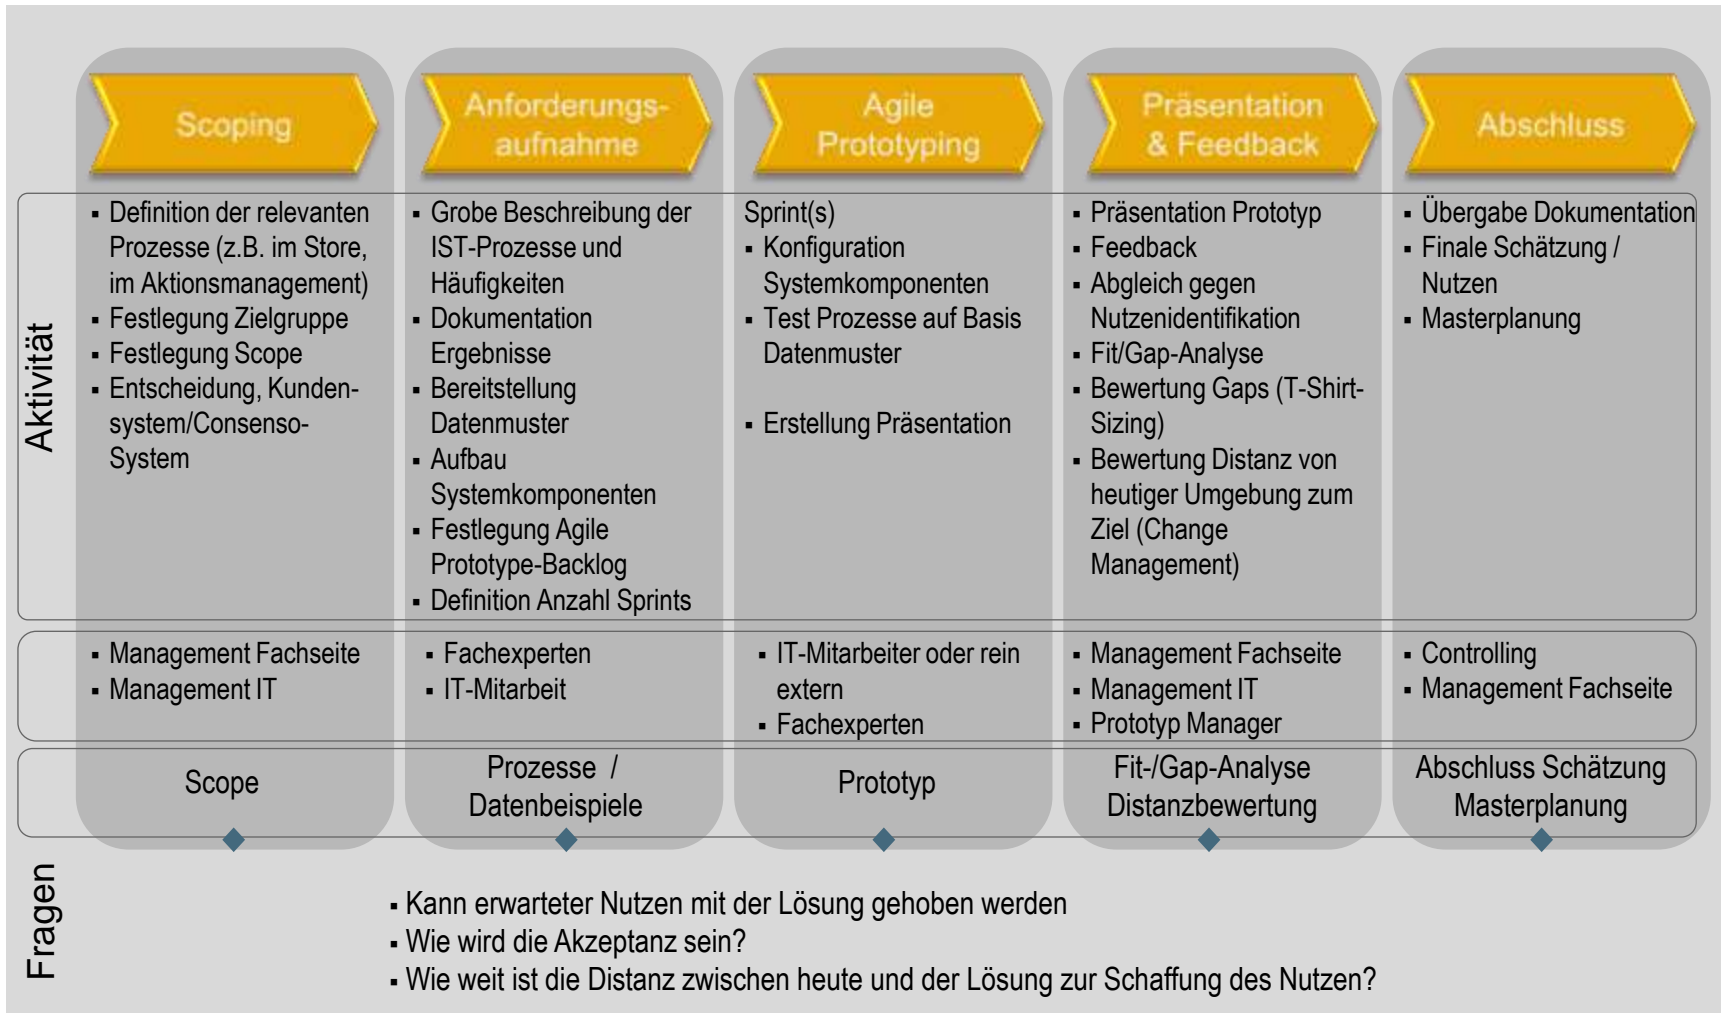 Scoping
Anforderungs-
aufnahme
Agile
Prototyping
Präsentation
& Feedback
Abschluss
Aktivität
▪ Definition der relevanten
Prozesse (z.B. im Store,
im Aktionsmanagement)
▪ Festlegung Zielgruppe
▪ Festlegung Scope
▪ Entscheidung, Kunden-
system/Consenso-
System
▪ Grobe Beschreibung der
IST-Prozesse und
Häufigkeiten
▪ Dokumentation
Ergebnisse
▪ Bereitstellung
Datenmuster
▪ Aufbau
Systemkomponenten
▪ Festlegung Agile
Prototype-Backlog
▪ Definition Anzahl Sprints
Sprint(s)
▪ Konfiguration
Systemkomponenten
▪ Test Prozesse auf Basis
Datenmuster
▪ Erstellung Präsentation
▪ Präsentation Prototyp
▪ Feedback
▪ Abgleich gegen
Nutzenidentifikation
▪ Fit/Gap-Analyse
▪ Bewertung Gaps (T-Shirt-
Sizing)
▪ Bewertung Distanz von
heutiger Umgebung zum
Ziel (Change
Management)
▪ Übergabe Dokumentation
▪ Finale Schätzung /
Nutzen
▪ Masterplanung
▪ Management Fachseite
▪ Management IT
▪ Fachexperten
▪ IT-Mitarbeit
▪ IT-Mitarbeiter oder rein
extern
▪ Fachexperten
▪ Management Fachseite
▪ Management IT
▪ Prototyp Manager
▪ Controlling
▪ Management Fachseite
Scope
Prozesse /
Datenbeispiele
Prototyp
Fit-/Gap-Analyse
Distanzbewertung
Abschluss Schätzung
Masterplanung
Fragen
▪ Kann erwarteter Nutzen mit der Lösung gehoben werden
▪ Wie wird die Akzeptanz sein?
▪ Wie weit ist die Distanz zwischen heute und der Lösung zur Schaffung des Nutzen?